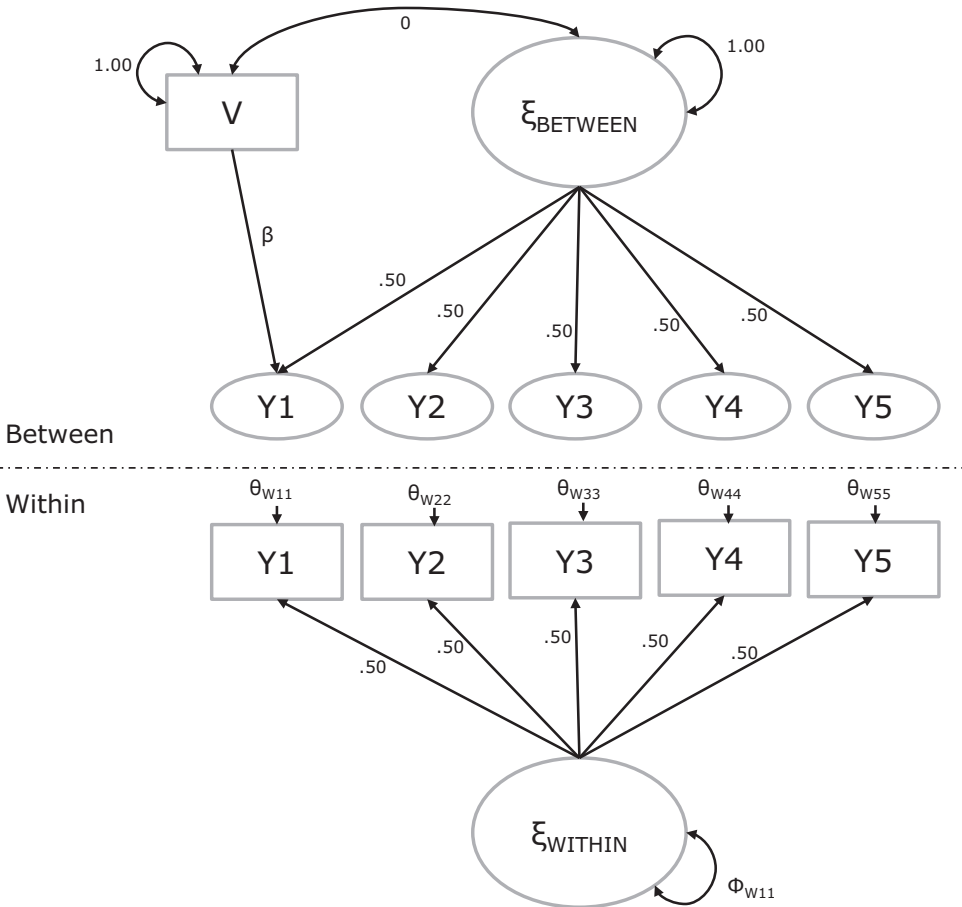 0
1.00
1.00
V
ξBETWEEN
β
.50
.50
.50
.50
.50
Y1 Y2 Y3 Y4 Y5
Between
Within
θW11 θW22 θW33 θW44 θW55
Y1 Y2 Y3 Y4 Y5
.50 .50 .50 .50 .50
ξWITHIN
ΦW11